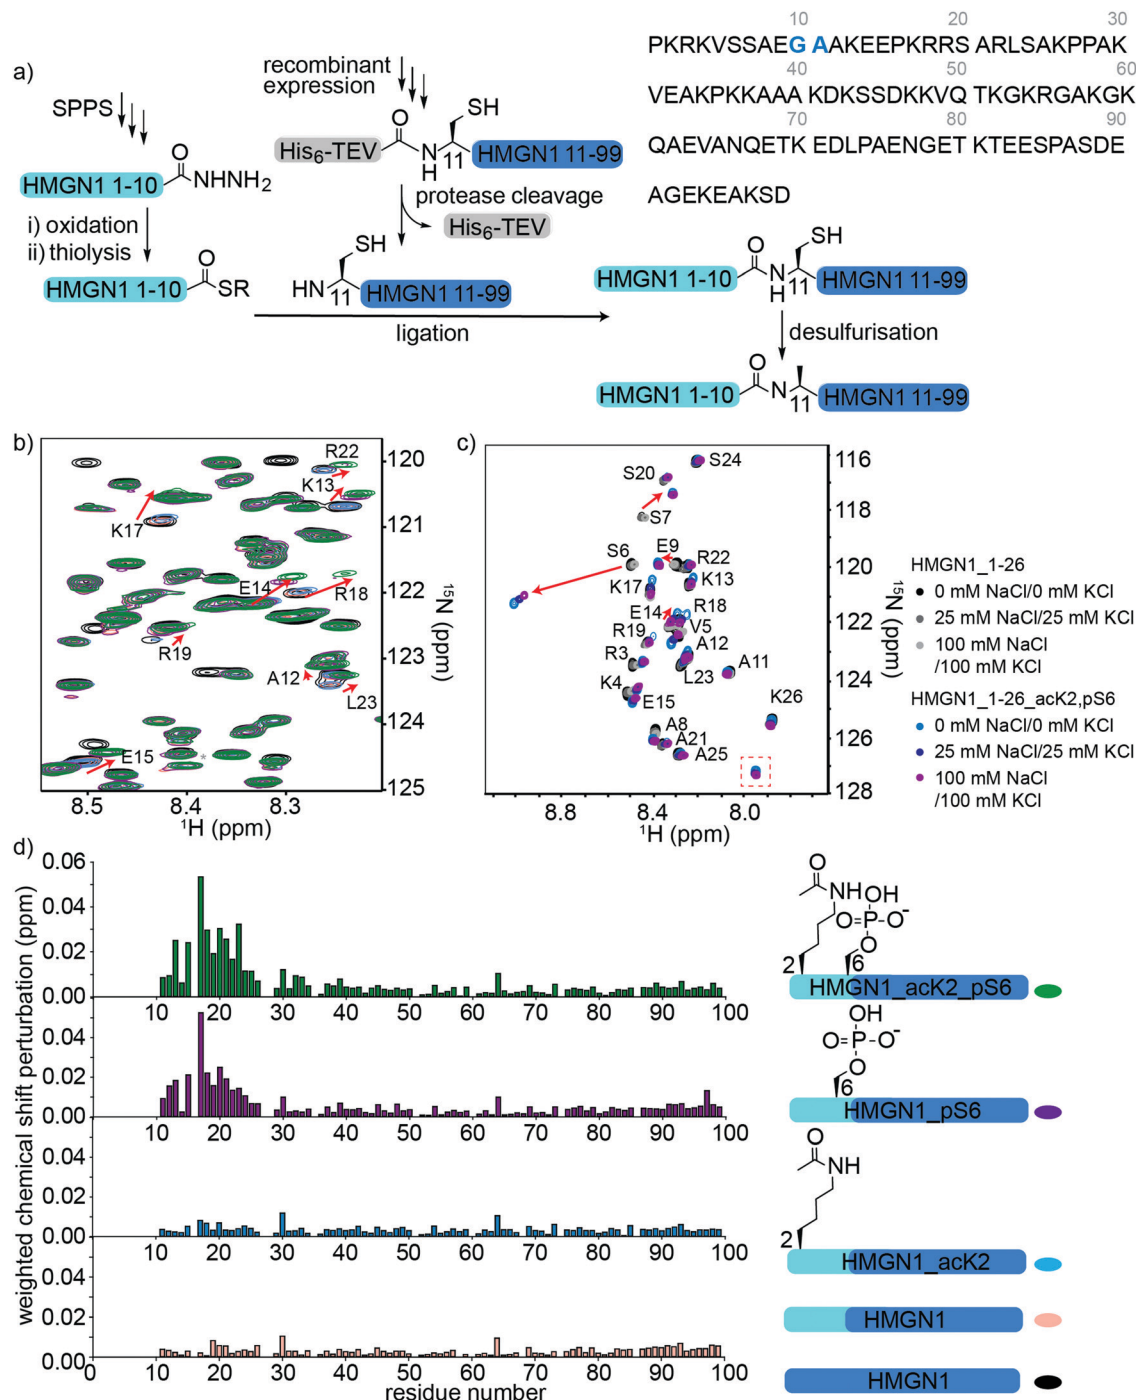 a)
SPPS
HMGN1 1-10
O
NHNH2
i) oxidation
ii) thiolysis
HMGN1 1-10
O
SR
recombinant
expression
His6-TEV
O
N
H
SH
11
HMGN1 11-99
protease cleavage
His6-TEV
SH
HN
11
HMGN1 11-99
ligation
10 20 30
PKRKVSSAEG AAKEEPKRRS ARLSAKPPAK
40 50 60
VEAKPKKAAA AKDKSSDKKVQ TKGKRGAKGK
70 80 90
QAEVANQETK EDLPAENGET KTEESPASDE
AGEKEAKSD
HMGN1 1-10
O
N
H
SH
11
HMGN1 11-99
desulfurisation
HMGN1 1-10
O
N
11
HMGN1 11-99
b)
R22
K13
K17
E14
R18
R19
A12
L23
E15
*
120
121
122
123
124
125
15N (ppm)
8.5 8.4 8.3
1H (ppm)
c)
S24
S20
S7
S6
E9
R22
K17
K13
E14
R18
V5
R19
A12
R3
L23
A11
K4
E15
K26
A8
A21
A25
116
118
120
122
124
126
128
15N (ppm)
8.8 8.4 8.0
1H (ppm)
HMGN1_1-26
0 mM NaCl/0 mM KCl
25 mM NaCl/25 mM KCl
100 mM NaCl
/100 mM KCl
HMGN1_1-26_acK2,pS6
0 mM NaCl/0 mM KCl
25 mM NaCl/25 mM KCl
100 mM NaCl
/100 mM KCl
d)
weighted chemical shift perturbation (ppm)
0.06
0.04
0.02
0.00
10 20 30 40 50 60 70 80 90 100
0.04
0.02
0.00
10 20 30 40 50 60 70 80 90 100
0.04
0.02
0.00
10 20 30 40 50 60 70 80 90 100
0.04
0.02
0.00
0 10 20 30 40 50 60 70 80 90 100
residue number
O
NH
OH
O=P-O-
O
2
6
HMGN1_acK2_pS6
OH
O=P-O-
O
6
HMGN1_pS6
O
NH
2
HMGN1_acK2
HMGN1
HMGN1